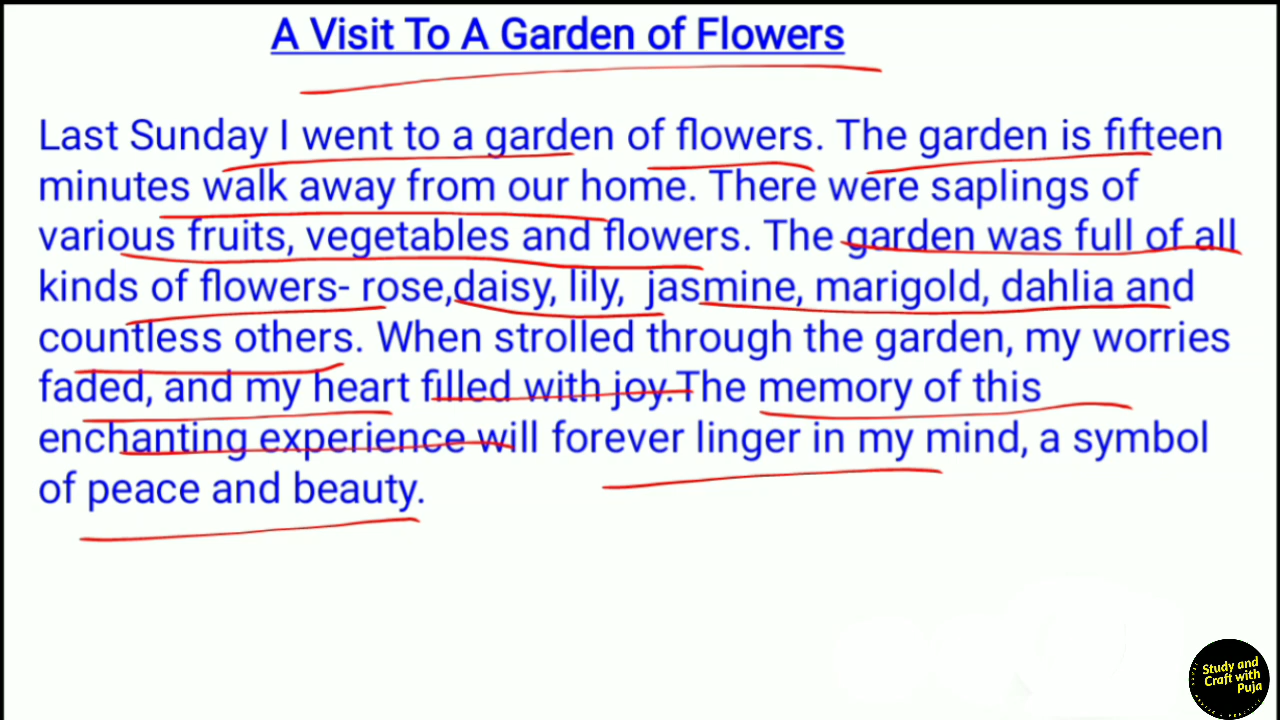 A Visit To A Garden of Flowers
Last Sunday I went to a garden of flowers. The garden is fifteen
minutes walk away from our home. There were saplings of
various fruits, vegetables and flowers. The garden was full of all
kinds of flowers- rose,daisy, lily,  jasmine, marigold, dahlia and
countless others. When strolled through the garden, my worries
faded, and my heart filled with joy.The memory of this
enchanting experience will forever linger in my mind, a symbol
of peace and beauty.
Study and
Craft with
Puja